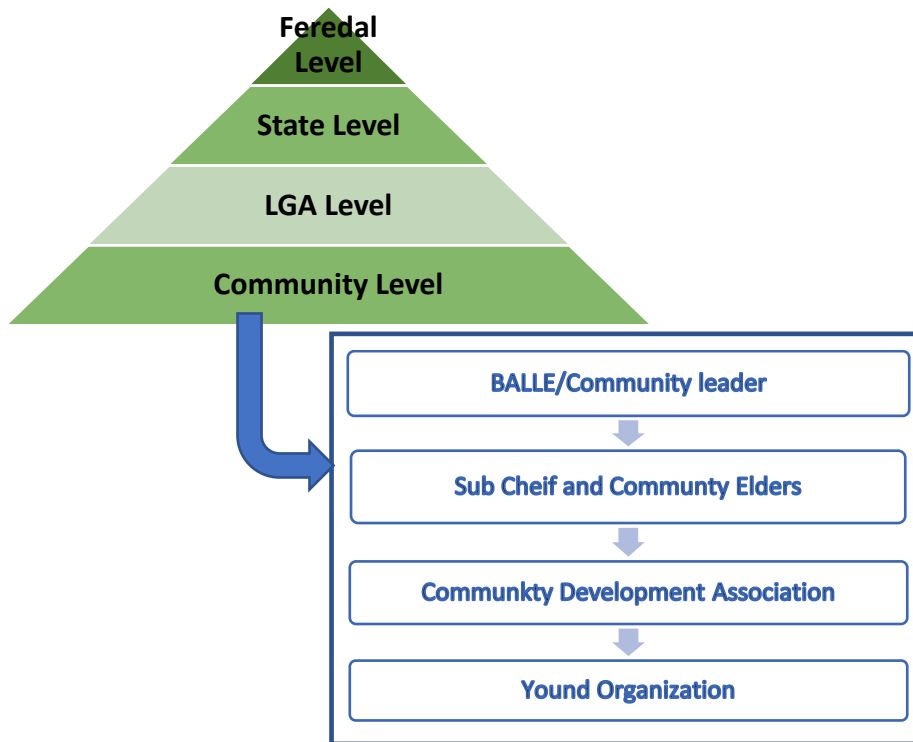 Feredal
Level
State Level
LGA Level
Community Level
BALLE/Community leader
Sub Cheif and Communty Elders
Communkty Development Association
Yound Organization